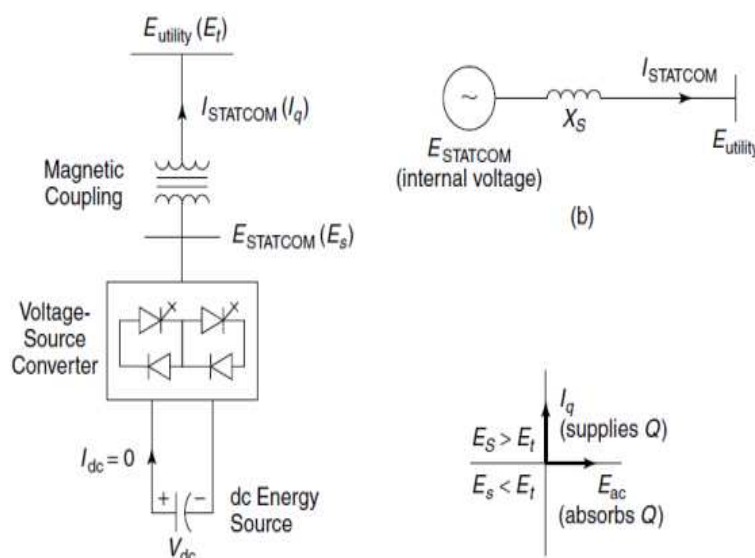 E_utility (E_t)
I_STATCOM (I_q)
Magnetic
Coupling
E_STATCOM (E_s)
Voltage-
Source
Converter
I_dc = 0
+ −
dc Energy
Source
V_dc
~
X_S
I_STATCOM
E_STATCOM
(internal voltage)
E_utility
(b)
I_q
E_S > E_t (supplies Q)
E_s < E_t E_ac
(absorbs Q)